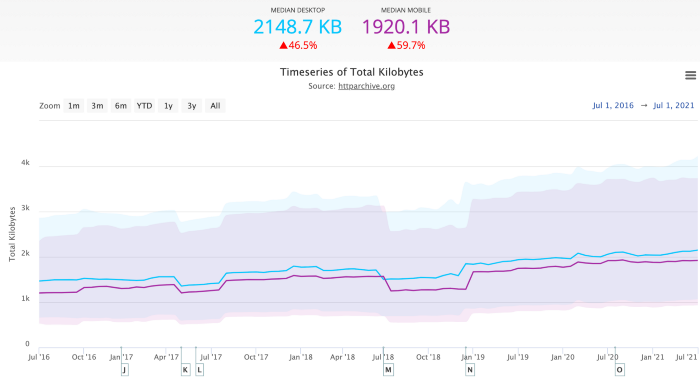 MEDIAN DESKTOP
2148.7 KB
▲46.5%
MEDIAN MOBILE
1920.1 KB
▲59.7%
Timeseries of Total Kilobytes
Source: httparchive.org
Zoom 1m 3m 6m YTD 1y 3y All
Jul 1, 2016 → Jul 1, 2021
Total Kilobytes
4k
3k
2k
1k
0
Jul '16 Oct '16 Jan '17 Apr '17 Jul '17 Oct '17 Jan '18 Apr '18 Jul '18 Oct '18 Jan '19 Jul '19 Jan '20 Jul '20 Jan '21 Jul '21
J K L M N O